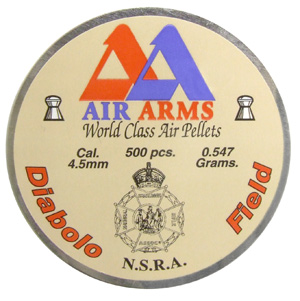 AIR ARMS
World Class Air Pellets
Cal. 500 pcs. 0.547
4.5mm Grams.
Diabolo Field
N.S.R.A.